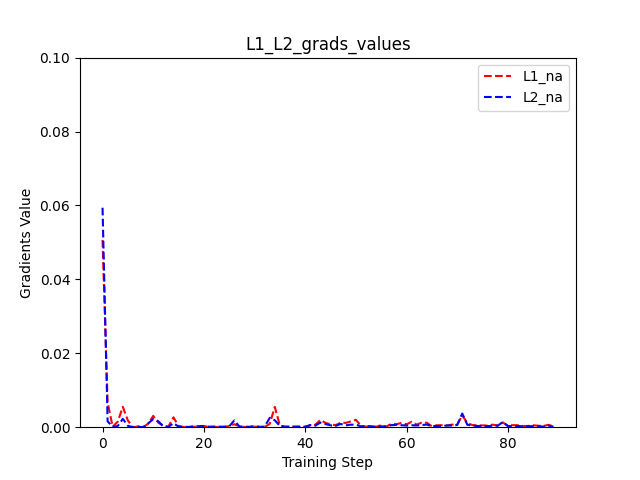 L1_L2_grads_values
L1_na
L2_na
0.10
0.08
0.06
0.04
0.02
0.00
Gradients Value
0 20 40 60 80
Training Step